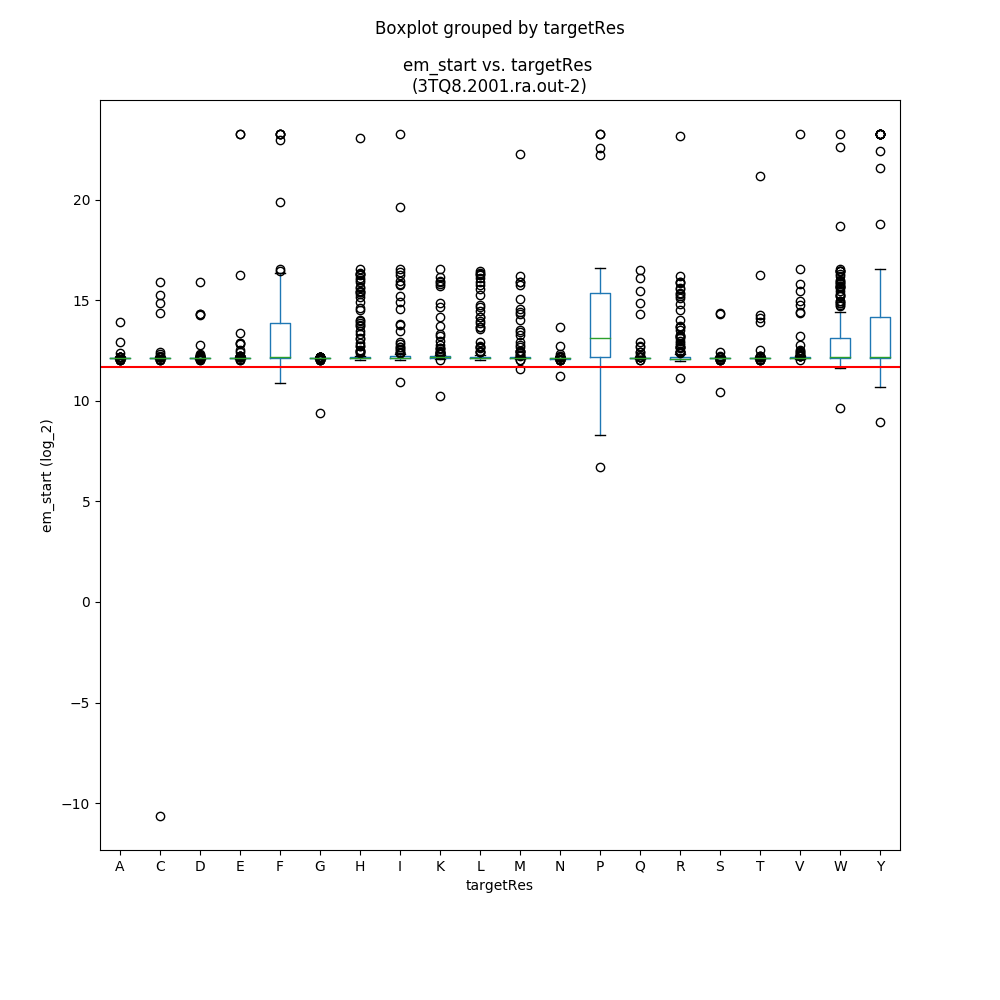 Boxplot grouped by targetRes
em_start vs. targetRes
(3TQ8.2001.ra.out-2)
em_start (log_2)
20
15
10
5
0
−5
−10
A C D E F G H I K L M N P Q R S T V W Y
targetRes